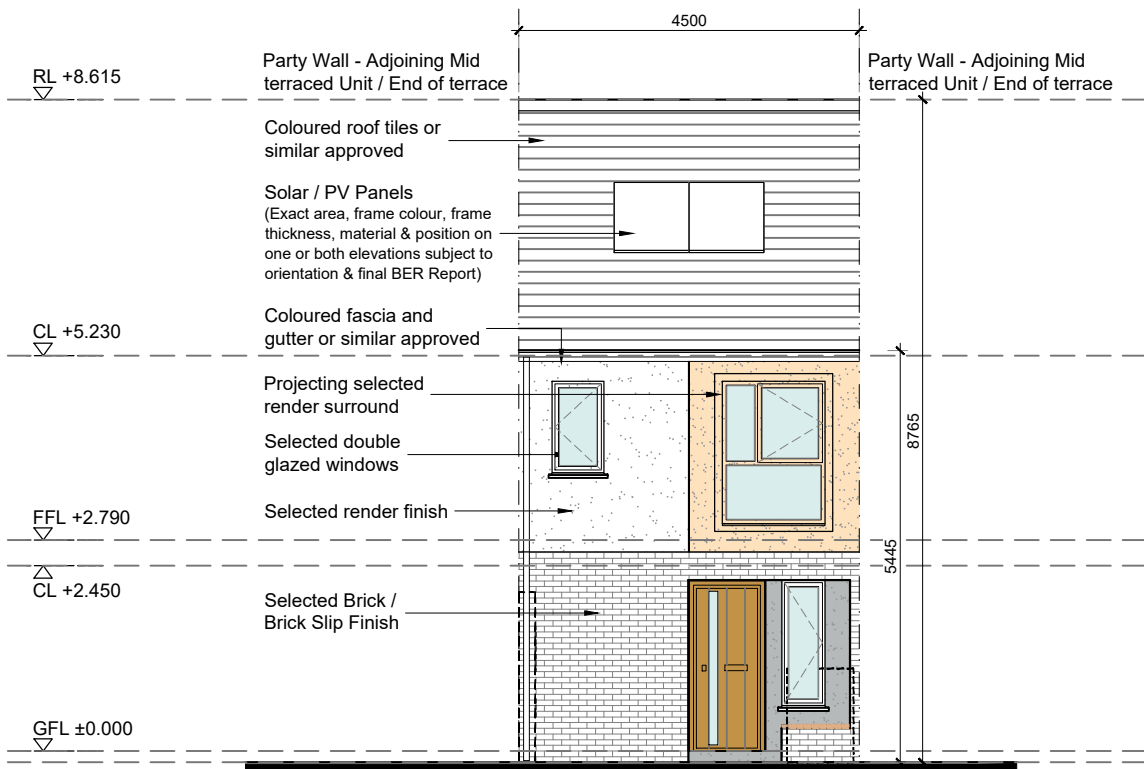 4500
Party Wall - Adjoining Mid
terraced Unit / End of terrace
Party Wall - Adjoining Mid
terraced Unit / End of terrace
RL +8.615
Coloured roof tiles or
similar approved
Solar / PV Panels
(Exact area, frame colour, frame
thickness, material & position on
one or both elevations subject to
orientation & final BER Report)
Coloured fascia and
gutter or similar approved
CL +5.230
Projecting selected
render surround
8765
Selected double
glazed windows
Selected render finish
FFL +2.790
5445
CL +2.450
Selected Brick /
Brick Slip Finish
GFL ±0.000